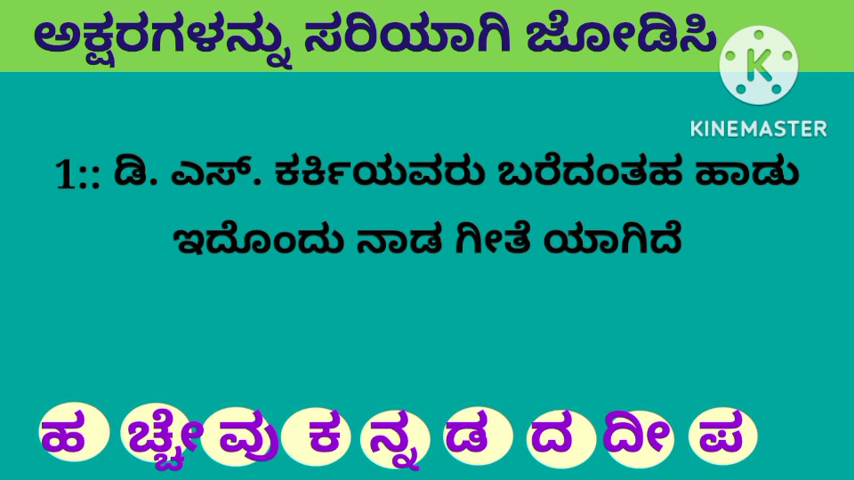 ಅಕ್ಷರಗಳನ್ನು ಸರಿಯಾಗಿ ಜೋಡಿಸಿ
KINEMASTER
1:: ಡಿ. ಎಸ್. ಕರ್ಕಿಯವರು ಬರೆದಂತಹ ಹಾಡು
ಇದೊಂದು ನಾಡ ಗೀತೆ ಯಾಗಿದೆ
ಹ ಚ್ಚೇ ವು ಕ ನ್ನ ಡ ದ ದೀ ಪ